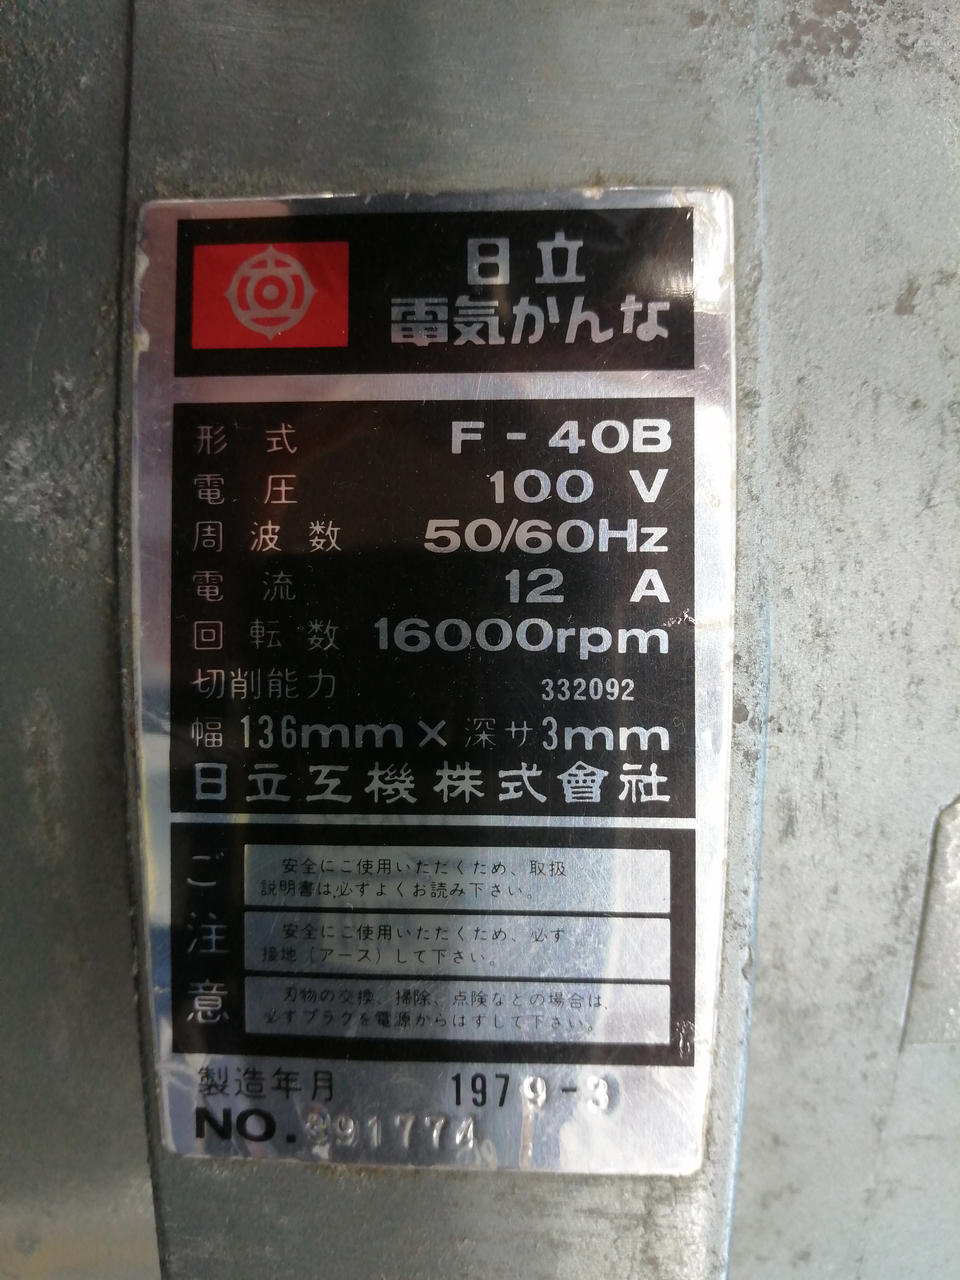 日立
電気かんな
形式 F-40B
電圧 100 V
周波数 50/60Hz
電流 12 A
回転数 16000rpm
切削能力 332092
幅 136mm×深サ3mm
日立工機株式會社
ご注意
安全にご使用いただくため、取扱
説明書は必ずよくお読み下さい。
安全にご使用いただくため、必ず
接地(アース)して下さい。
刃物の交換、掃除、点険などの場合は、
必ずプラグを電源からはずして下さい。
製造年月 1979-3
NO.391774